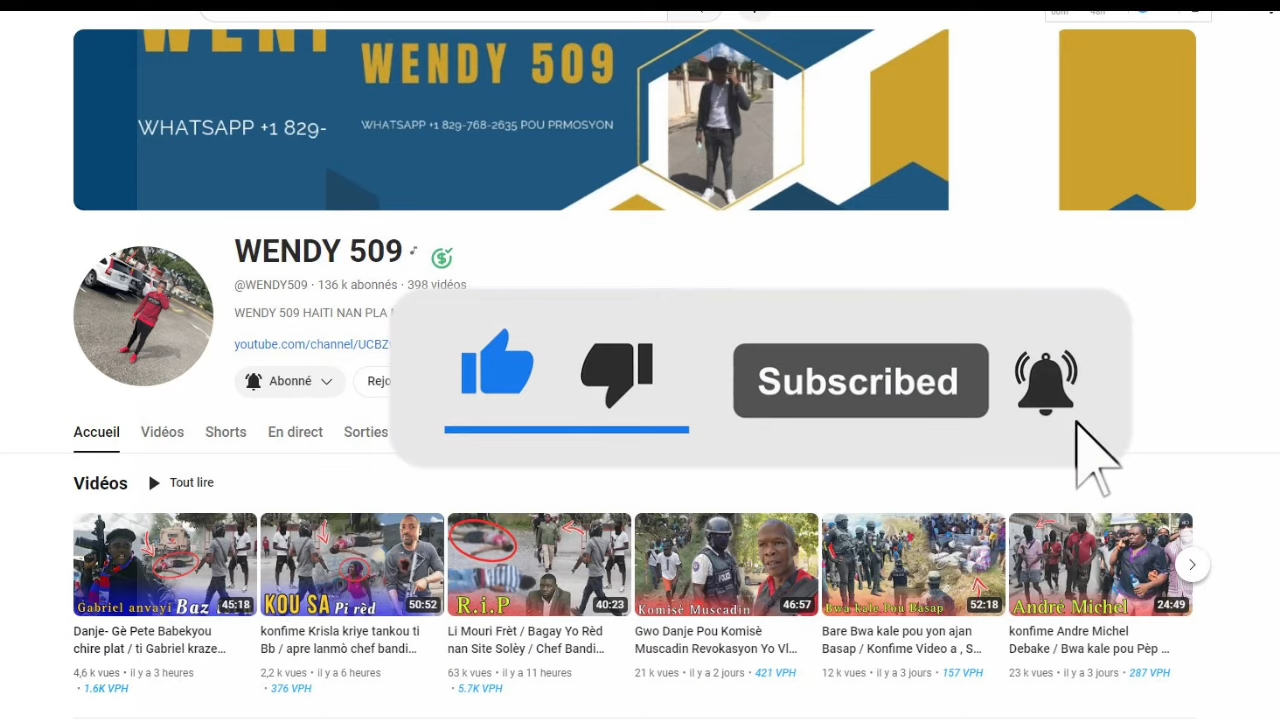 WENDY 509
WHATSAPP +1 829-
WHATSAPP +1 829-768-2635 POU PRMOSYON
WENDY 509
@WENDY509 · 136 k abonnés · 398 vidéos
WENDY 509 HAITI NAN PLA
youtube.com/channel/UCBZ
Abonné
Rejo
Subscribed
Accueil Vidéos Shorts En direct Sorties
Vidéos Tout lire
Gabriel anvayi Baz
45:18
KOU SA Pi rèd
50:52
R.i.P
40:23
Komisè Muscadin
46:57
Bwa kale Pou Basap
52:18
André Michel
24:49
Danje- Gè Pete Babekyou
chire plat / ti Gabriel kraze...
4,6 k vues • il y a 3 heures
• 1.6K VPH
konfime Krisla kriye tankou ti
Bb / apre lanmò chef bandi...
2,2 k vues • il y a 6 heures
• 376 VPH
Li Mouri Frèt / Bagay Yo Rèd
nan Site Solèy / Chef Bandi...
63 k vues • il y a 11 heures
• 5.7K VPH
Gwo Danje Pou Komisè
Muscadin Revokasyon Yo Vl...
21 k vues • il y a 2 jours • 421 VPH
Bare Bwa kale pou yon ajan
Basap / Konfime Video a , S...
12 k vues • il y a 3 jours • 157 VPH
konfime Andre Michel
Debake / Bwa kale pou Pèp ...
23 k vues • il y a 3 jours • 287 VPH